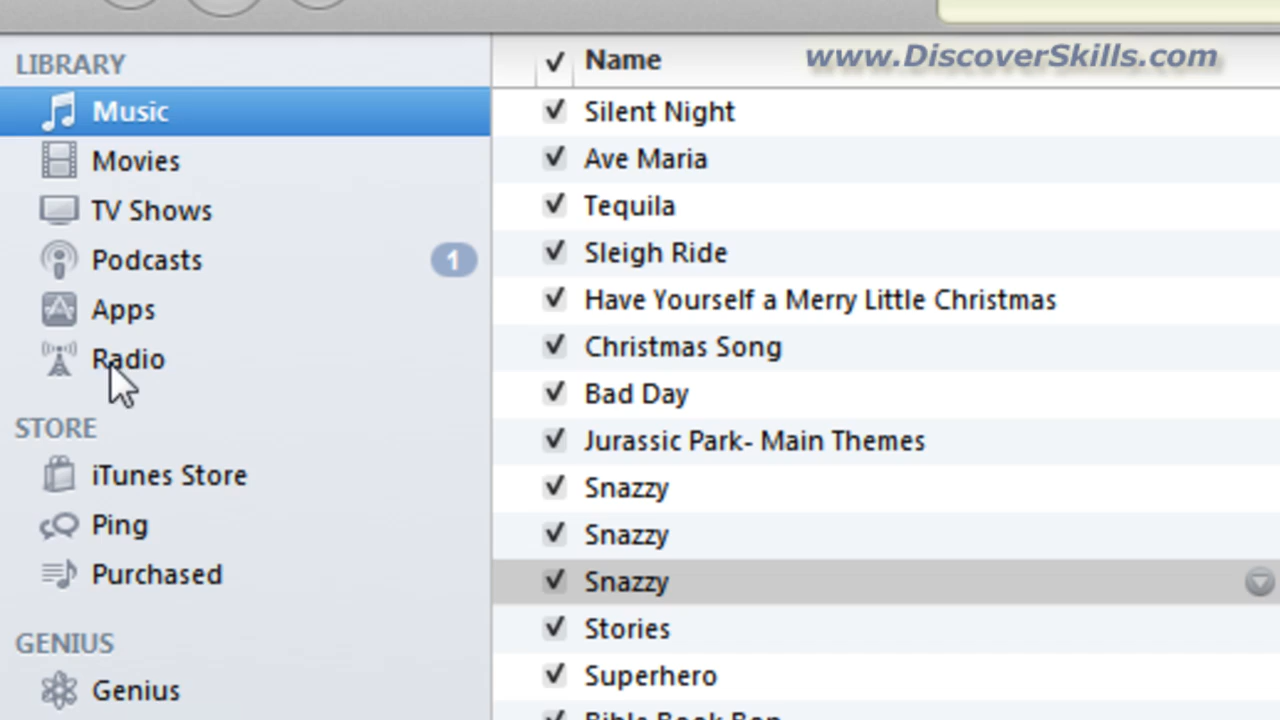 LIBRARY
Music
Movies
TV Shows
Podcasts 1
Apps
Radio
STORE
iTunes Store
Ping
Purchased
GENIUS
Genius
www.DiscoverSkills.com
Name
Silent Night
Ave Maria
Tequila
Sleigh Ride
Have Yourself a Merry Little Christmas
Christmas Song
Bad Day
Jurassic Park- Main Themes
Snazzy
Snazzy
Snazzy
Stories
Superhero